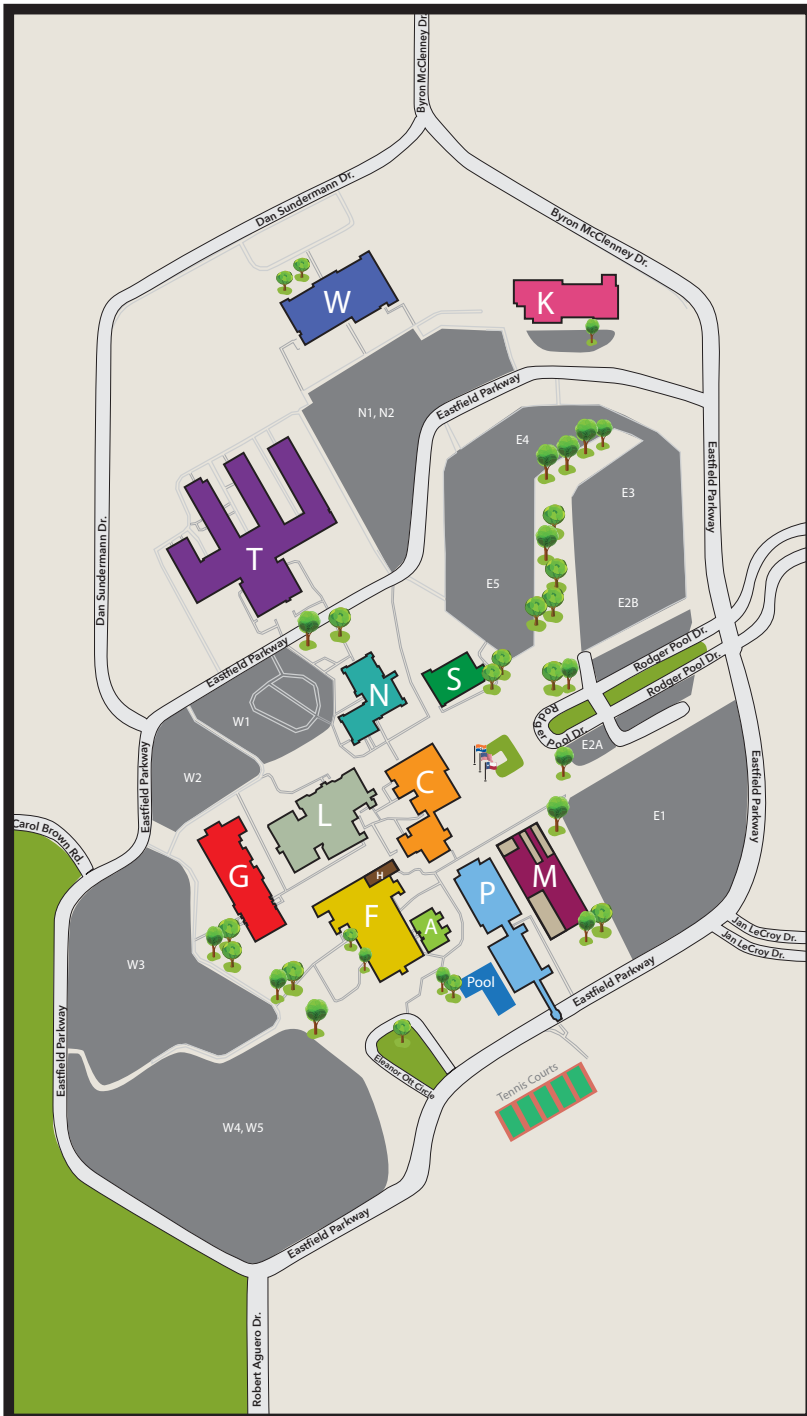 Byron McClenney Dr.
Dan Sundermann Dr.
Byron McClenney Dr.
W
K
N1, N2
Eastfield Parkway
E4
Eastfield Parkway
E3
T
Dan Sundermann Dr.
E5
E2B
Rodger Pool Dr.
Rodger Pool Dr.
Eastfield Parkway
N
S
Rodger Pool Dr.
W1
E2A
Eastfield Parkway
W2
C
Eastfield Parkway
L
E1
Carol Brown Rd.
G
H
M
P
F
A
Jan LeCroy Dr.
Jan LeCroy Dr.
W3
Pool
Eastfield Parkway
Eastfield Parkway
Eleanor Ott Circle
Tennis Courts
W4, W5
Eastfield Parkway
Robert Aguero Dr.